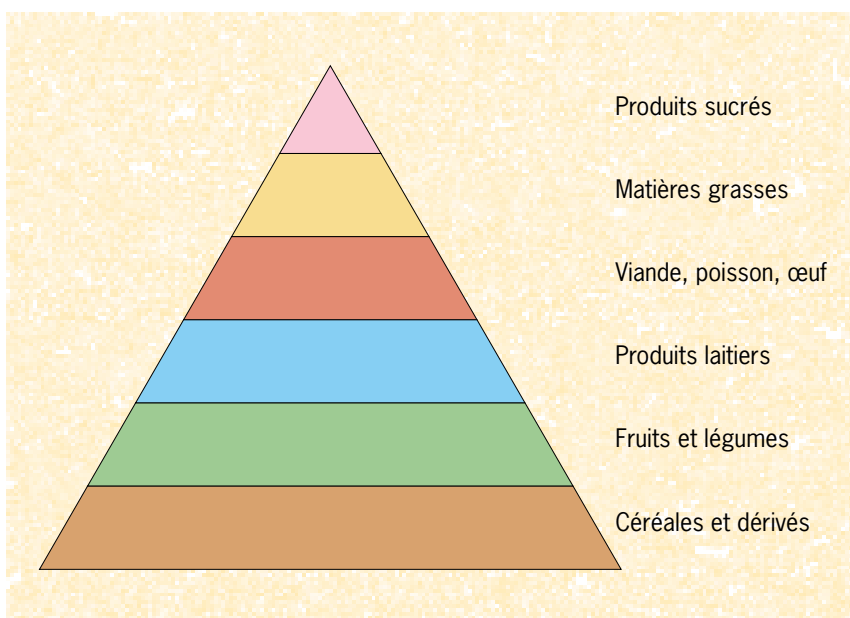 Produits sucrés
Matières grasses
Viande, poisson, œuf
Produits laitiers
Fruits et légumes
Céréales et dérivés